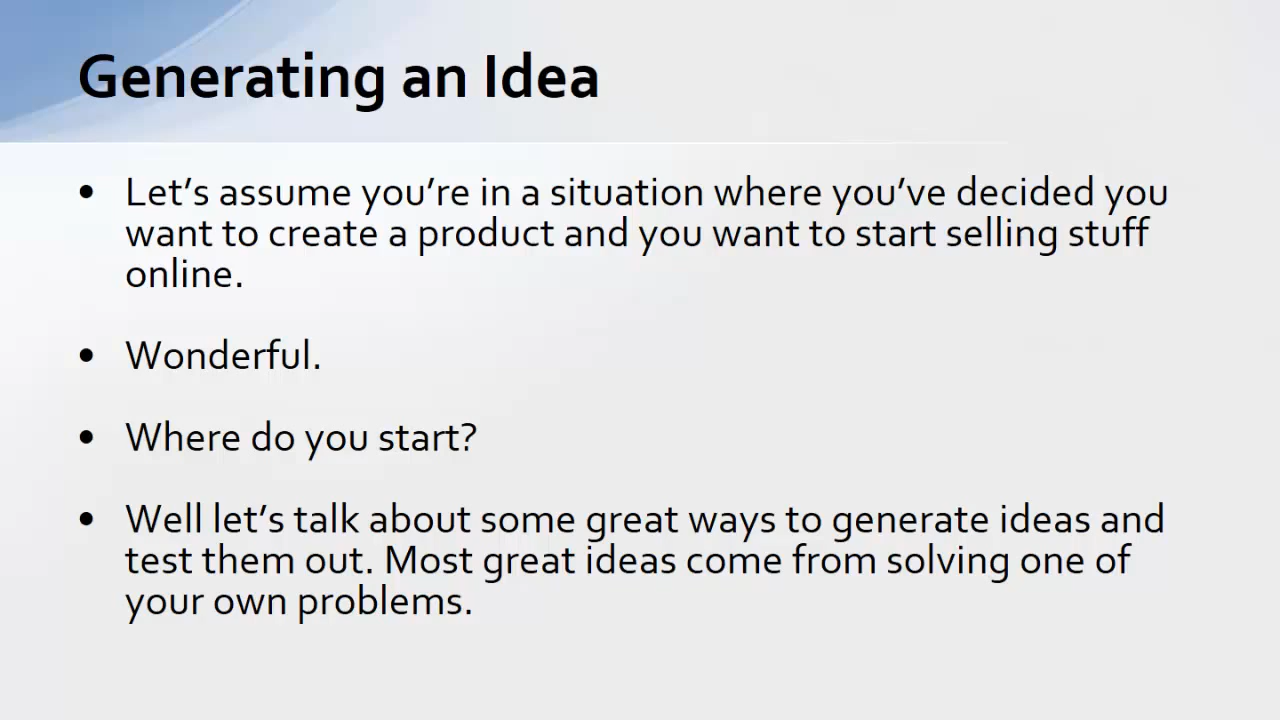 Generating an Idea
• Let’s assume you’re in a situation where you’ve decided you
want to create a product and you want to start selling stuff
online.
• Wonderful.
• Where do you start?
• Well let’s talk about some great ways to generate ideas and
test them out. Most great ideas come from solving one of
your own problems.